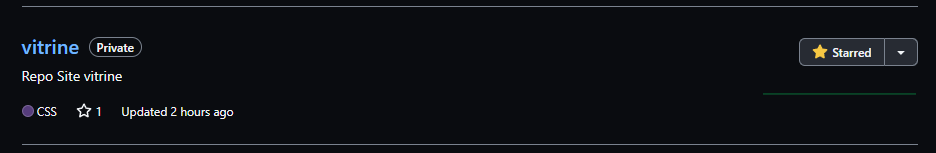 vitrine Private Starred
Repo Site vitrine
CSS 1 Updated 2 hours ago